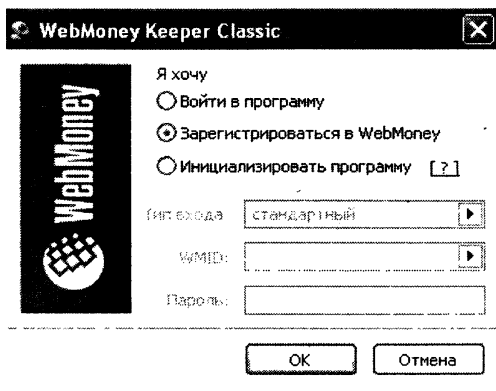 WebMoney Keeper Classic
WebMoney
Я хочу
Войти в программу
Зарегистрироваться в WebMoney
Инициализировать программу [?]
Тип входа стандартный
WMID:
Пароль:
OK Отмена